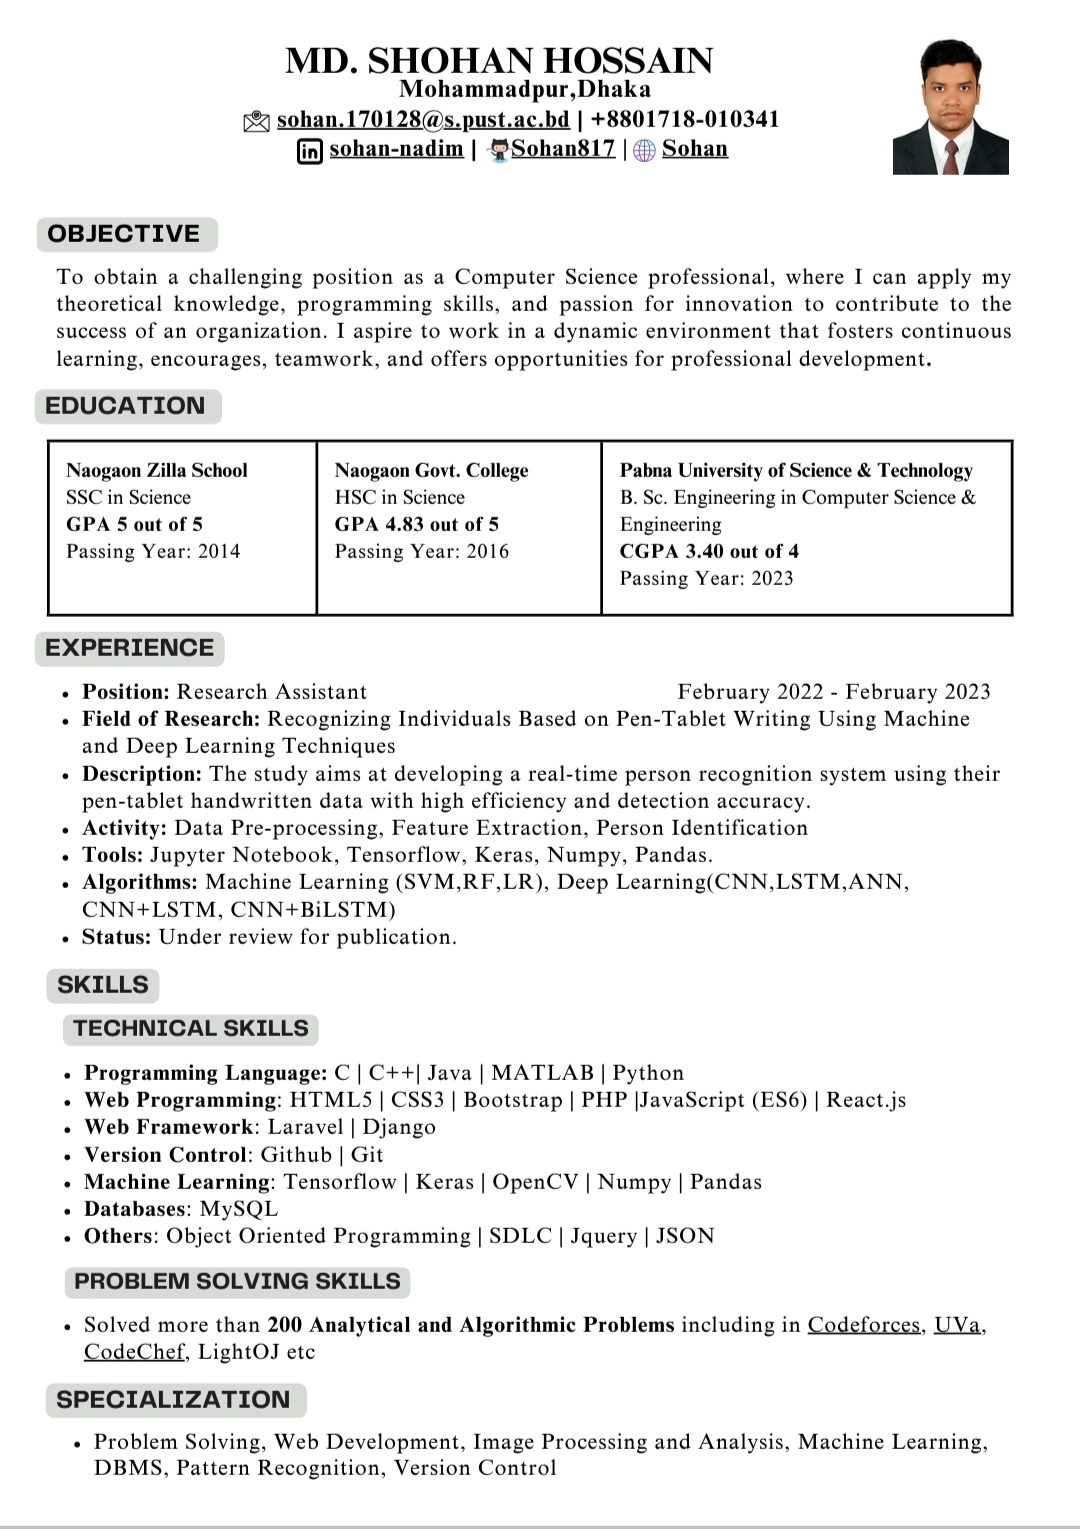 MD. SHOHAN HOSSAIN
Mohammadpur,Dhaka
sohan.170128@s.pust.ac.bd | +8801718-010341
in sohan-nadim | Sohan817 | Sohan
OBJECTIVE
To obtain a challenging position as a Computer Science professional, where I can apply my
theoretical knowledge, programming skills, and passion for innovation to contribute to the
success of an organization. I aspire to work in a dynamic environment that fosters continuous
learning, encourages, teamwork, and offers opportunities for professional development.
EDUCATION
Naogaon Zilla School
SSC in Science
GPA 5 out of 5
Passing Year: 2014
Naogaon Govt. College
HSC in Science
GPA 4.83 out of 5
Passing Year: 2016
Pabna University of Science & Technology
B. Sc. Engineering in Computer Science &
Engineering
CGPA 3.40 out of 4
Passing Year: 2023
EXPERIENCE
• Position: Research Assistant February 2022 - February 2023
• Field of Research: Recognizing Individuals Based on Pen-Tablet Writing Using Machine
and Deep Learning Techniques
• Description: The study aims at developing a real-time person recognition system using their
pen-tablet handwritten data with high efficiency and detection accuracy.
• Activity: Data Pre-processing, Feature Extraction, Person Identification
• Tools: Jupyter Notebook, Tensorflow, Keras, Numpy, Pandas.
• Algorithms: Machine Learning (SVM,RF,LR), Deep Learning(CNN,LSTM,ANN,
CNN+LSTM, CNN+BiLSTM)
• Status: Under review for publication.
SKILLS
TECHNICAL SKILLS
• Programming Language: C | C++| Java | MATLAB | Python
• Web Programming: HTML5 | CSS3 | Bootstrap | PHP |JavaScript (ES6) | React.js
• Web Framework: Laravel | Django
• Version Control: Github | Git
• Machine Learning: Tensorflow | Keras | OpenCV | Numpy | Pandas
• Databases: MySQL
• Others: Object Oriented Programming | SDLC | Jquery | JSON
PROBLEM SOLVING SKILLS
• Solved more than 200 Analytical and Algorithmic Problems including in Codeforces, UVa,
CodeChef, LightOJ etc
SPECIALIZATION
• Problem Solving, Web Development, Image Processing and Analysis, Machine Learning,
DBMS, Pattern Recognition, Version Control